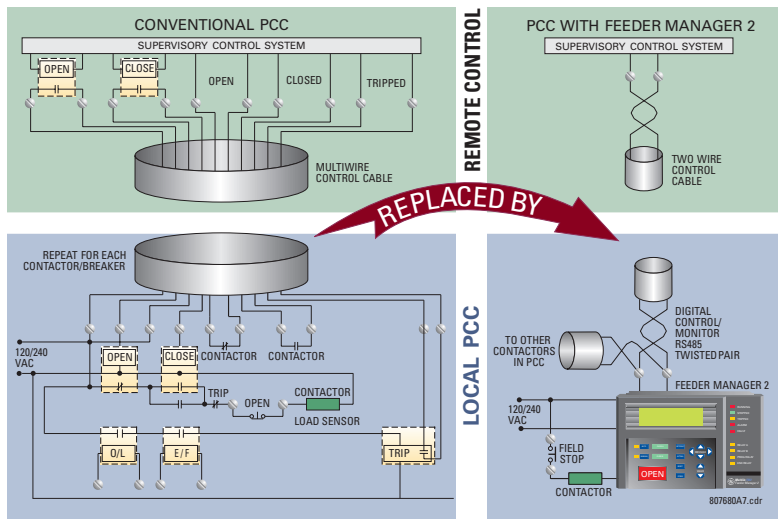 CONVENTIONAL PCC
SUPERVISORY CONTROL SYSTEM
OPEN
CLOSE
OPEN
CLOSED
TRIPPED
MULTIWIRE
CONTROL CABLE
REMOTE CONTROL
PCC WITH FEEDER MANAGER 2
SUPERVISORY CONTROL SYSTEM
TWO WIRE
CONTROL
CABLE
REPLACED BY
REPEAT FOR EACH
CONTACTOR/BREAKER
120/240
VAC
OPEN
CLOSE
CONTACTOR
CONTACTOR
TRIP
OPEN
CONTACTOR
LOAD SENSOR
O/L
E/F
TRIP
LOCAL PCC
DIGITAL
CONTROL/
MONITOR
RS485
TWISTED PAIR
TO OTHER
CONTACTORS
IN PCC
FEEDER MANAGER 2
120/240
VAC
FIELD
STOP
CONTACTOR
OPEN
807680A7.cdr